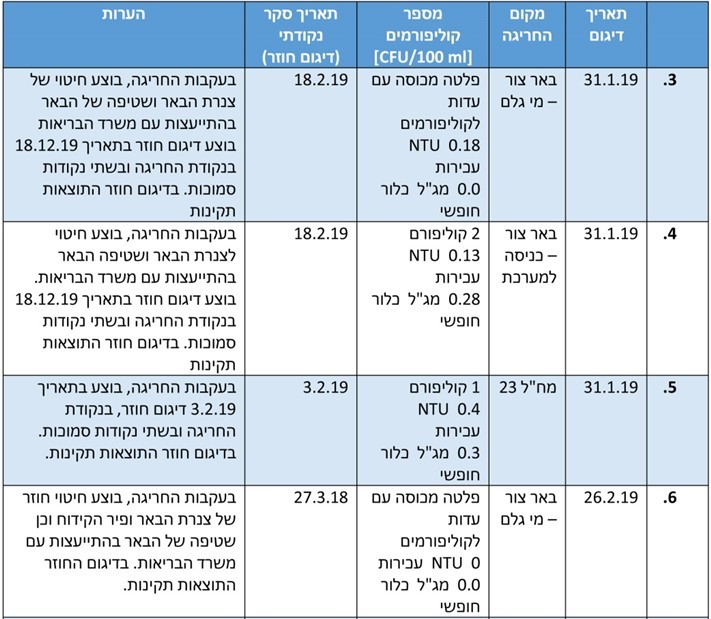 תאריך דיגום
מקום החריגה
מספר קוליפורמים [CFU/100 ml]
תאריך סקר נקודתי (דיגום חוזר)
הערות
3.
31.1.19
באר צור
– מי גלם
פלטה מכוסה עם
עדות
לקוליפורמים
0.18 NTU
עכירות
0.0 מג"ל כלור
חופשי
18.2.19
בעקבות החריגה, בוצע חיטוי של
צנרת הבאר ושטיפה של הבאר
בהתייעצות עם משרד הבריאות
בוצע דיגום חוזר בתאריך 18.12.19
בנקודת החריגה ובשתי נקודות
סמוכות. בדיגום חוזר התוצאות
תקינות
4.
31.1.19
באר צור
– כניסה
למערכת
2 קוליפורם
0.13 NTU
עכירות
0.28 מג"ל כלור
חופשי
18.2.19
בעקבות החריגה, בוצע חיטוי
לצנרת הבאר ושטיפה הבאר
בהתייעצות עם משרד הבריאות.
בוצע דיגום חוזר בתאריך 18.12.19
בנקודת החריגה ובשתי נקודות
סמוכות. בדיגום חוזר התוצאות
תקינות
5.
31.1.19
מח"ל 23
1 קוליפורם
0.4 NTU
עכירות
0.3 מג"ל כלור
חופשי
3.2.19
בעקבות החריגה, בוצע בתאריך
3.2.19 דיגום חוזר, בנקודת
החריגה ובשתי נקודות סמוכות.
בדיגום חוזר התוצאות תקינות.
6.
26.2.19
באר צור
– מי גלם
פלטה מכוסה עם
עדות
לקוליפורמים
0 NTU עכירות
0.0 מג"ל כלור
חופשי
27.3.18
בעקבות החריגה, בוצע חיטוי חוזר
של צנרת הבאר ופיר הקידוח וכן
שטיפה של הבאר בהתייעצות עם
משרד הבריאות. בדיגום החוזר
התוצאות תקינות.